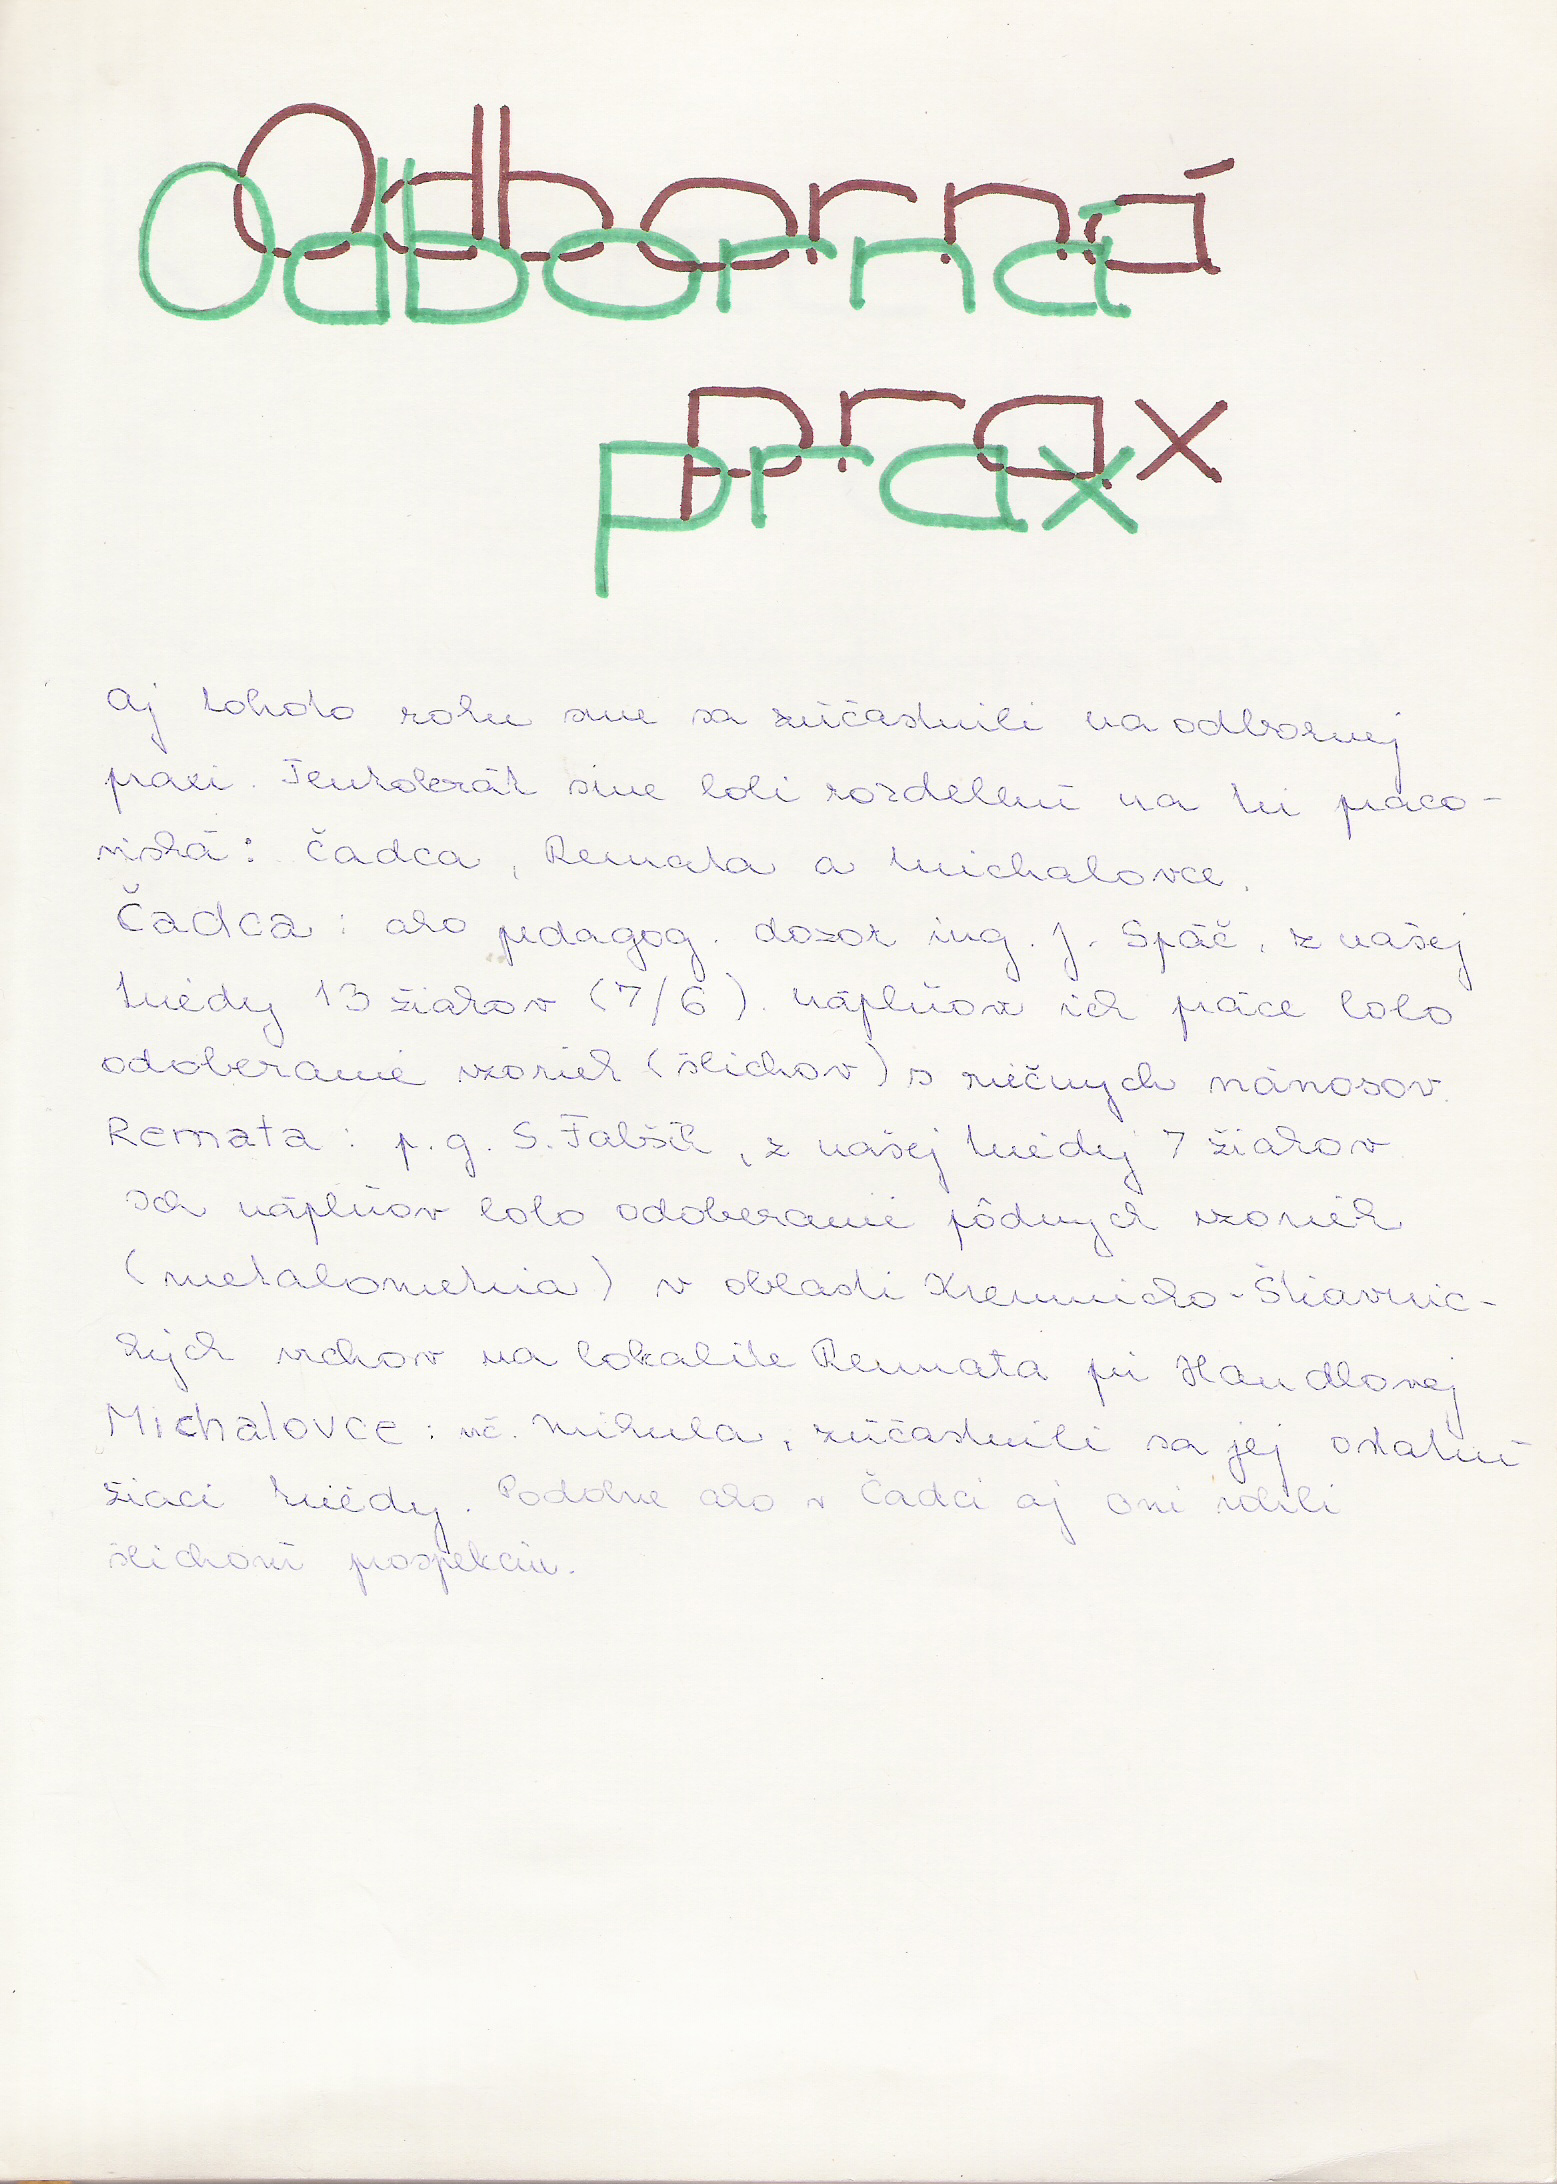 Odborná
prax
Aj tohoto roku sme sa zúčastnili na odbornej
praxi. Tentokrát sme boli rozdelení na tri praco-
viská: Čadca, Remata a Michalovce.
Čadca: ako pedagog. dozor ing. J. Spáč, z našej
triedy 13 žiakov (7/6). náplňou ich práce bolo
odoberanie vzoriek (šlichov) s riečnych nánosov.
Remata: p.g. S. Fabšík, z našej triedy 7 žiakov
ich náplňov bolo odoberanie pôdnych vzoriek
(metalometria) v oblasti Kremnicko-Štiavnic-
kých vrchov na lokalite Remata pri Handlovej
Michalovce: uč. Mikula, zúčastnili sa jej ostatní
žiaci triedy. Podobne ako v Čadci aj oni robili
šlichovú prospekciu.